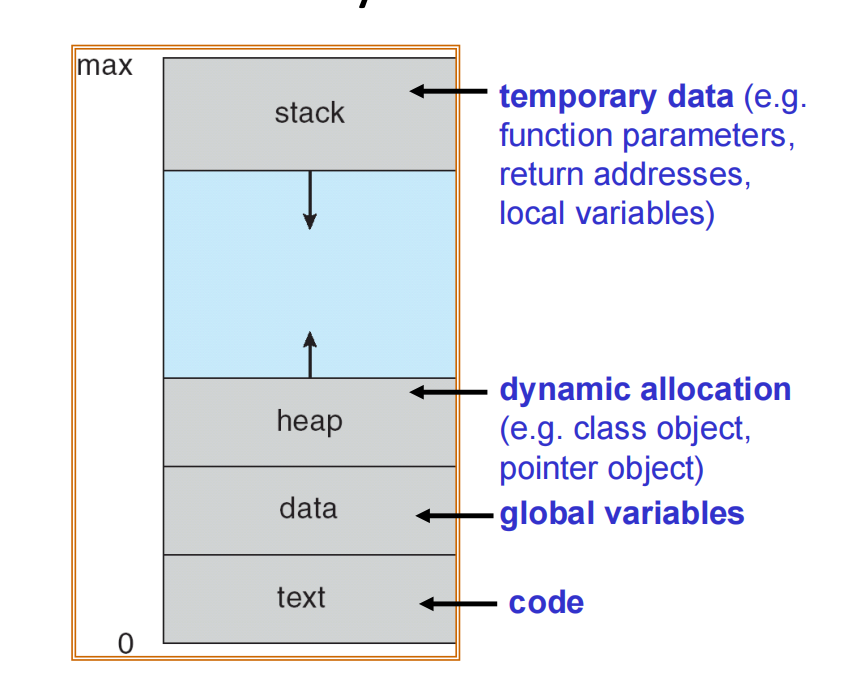 max
stack
temporary data (e.g.
function parameters,
return addresses,
local variables)
heap
dynamic allocation
(e.g. class object,
pointer object)
data
global variables
text
code
0